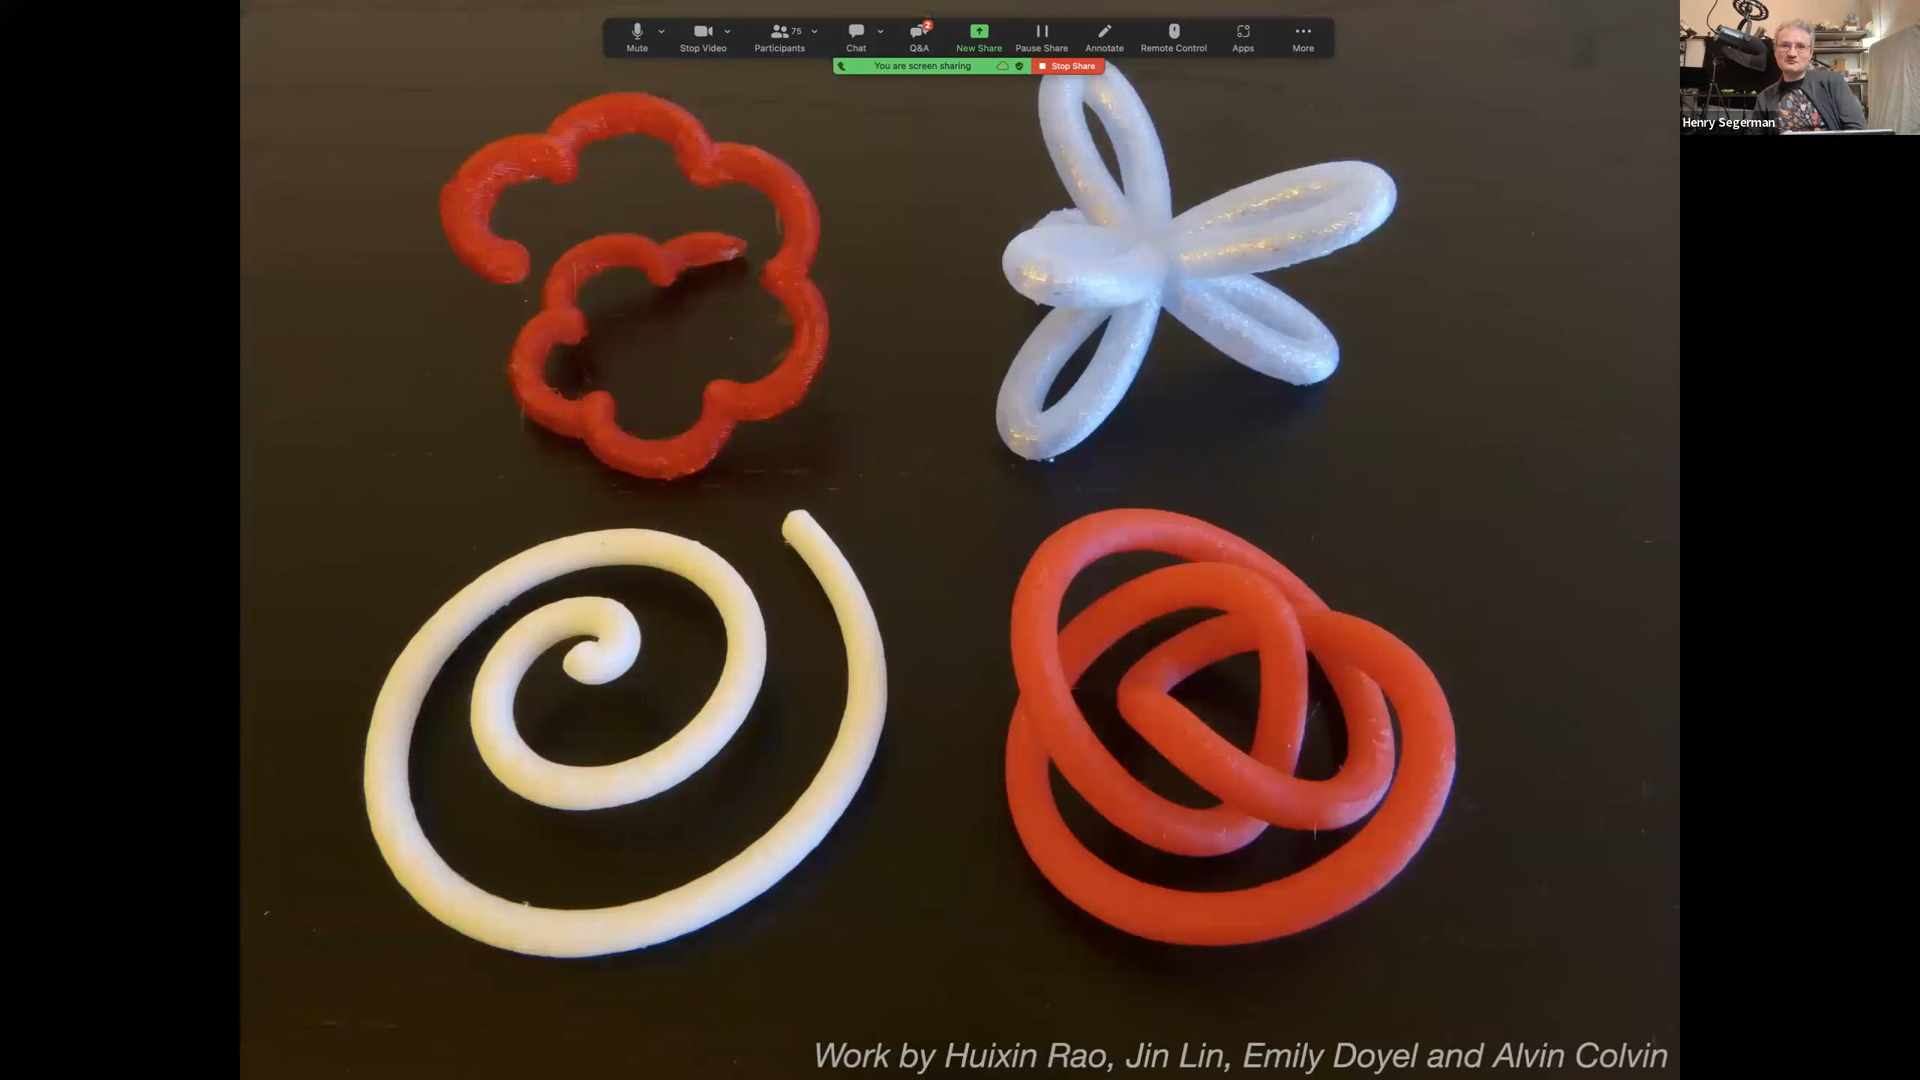 Mute
Stop Video
75
Participants
Chat
2
Q&A
New Share
Pause Share
Annotate
Remote Control
Apps
More
You are screen sharing
Stop Share
Henry Segerman
Work by Huixin Rao, Jin Lin, Emily Doyel and Alvin Colvin